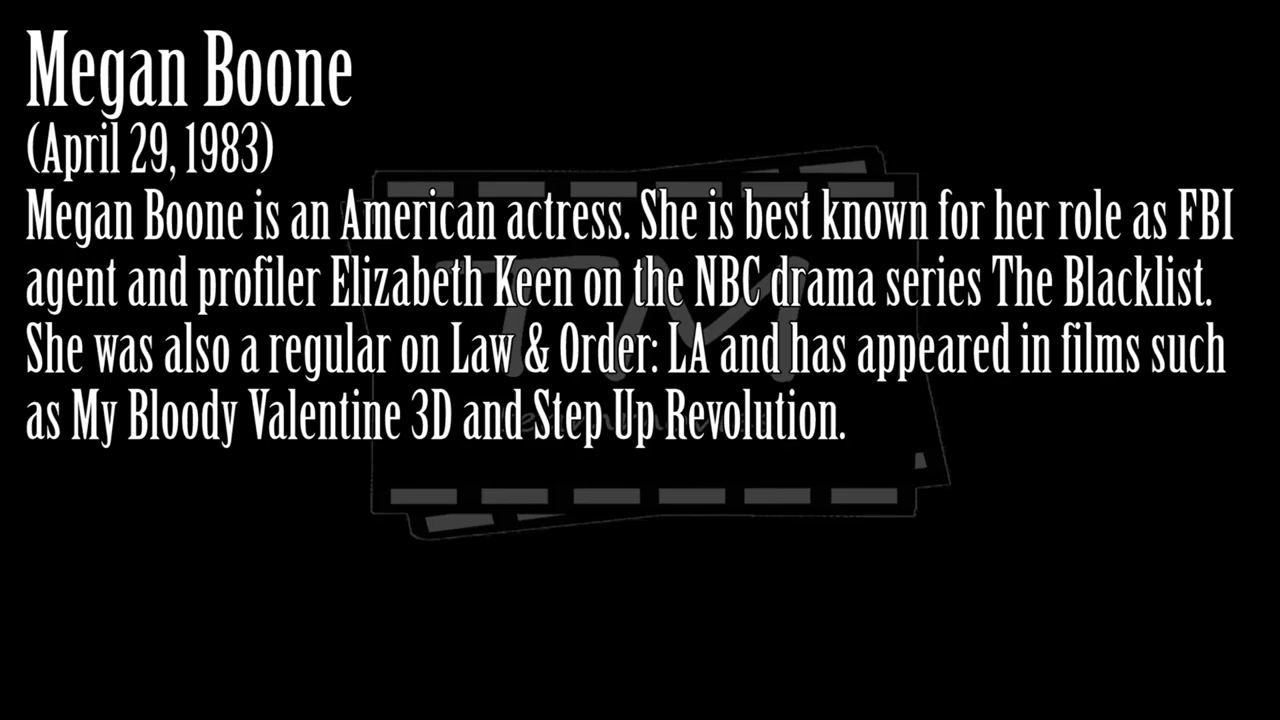 Megan Boone
(April 29, 1983)
Megan Boone is an American actress. She is best known for her role as FBI
agent and profiler Elizabeth Keen on the NBC drama series The Blacklist.
She was also a regular on Law & Order: LA and has appeared in films such
as My Bloody Valentine 3D and Step Up Revolution.
TM